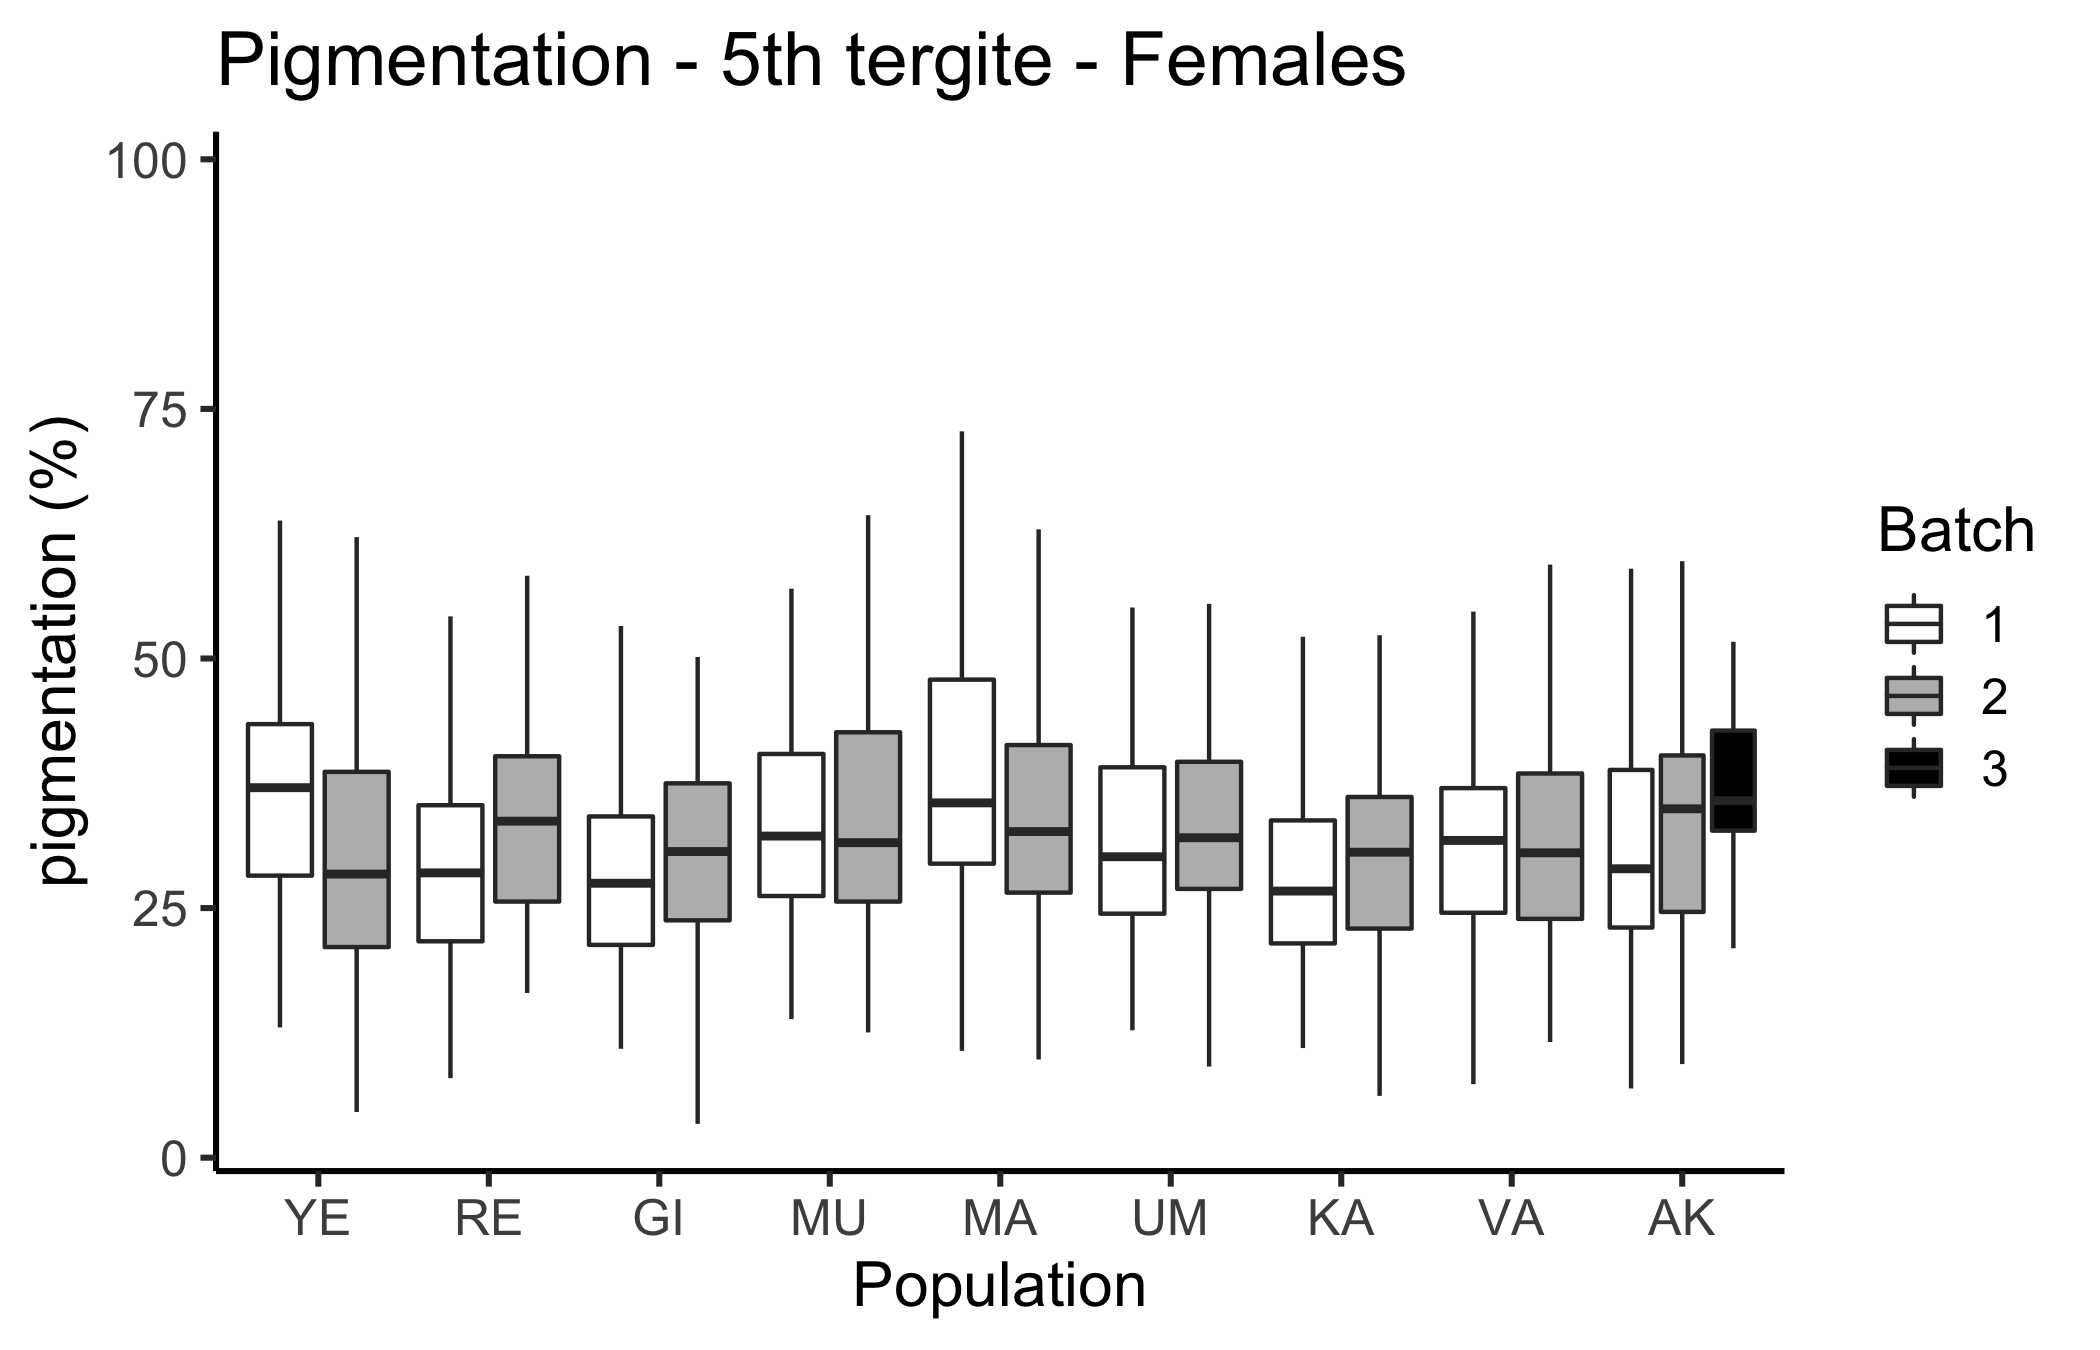 Pigmentation - 5th tergite - Females
pigmentation (%)
100
75
50
25
0
YE RE GI MU MA UM KA VA AK
Population
Batch
1
2
3